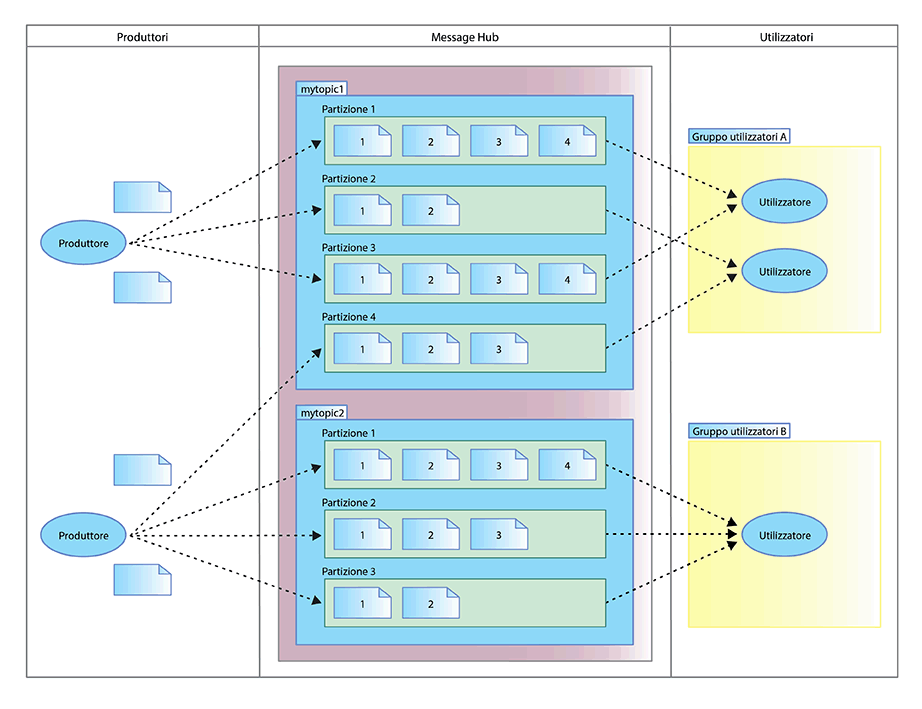 Produttori
Message Hub
Utilizzatori
mytopic1
Partizione 1
1 2 3 4
Partizione 2
1 2
Partizione 3
1 2 3 4
Partizione 4
1 2 3
mytopic2
Partizione 1
1 2 3 4
Partizione 2
1 2 3
Partizione 3
1 2
Produttore
Produttore
Gruppo utilizzatori A
Utilizzatore
Utilizzatore
Gruppo utilizzatori B
Utilizzatore